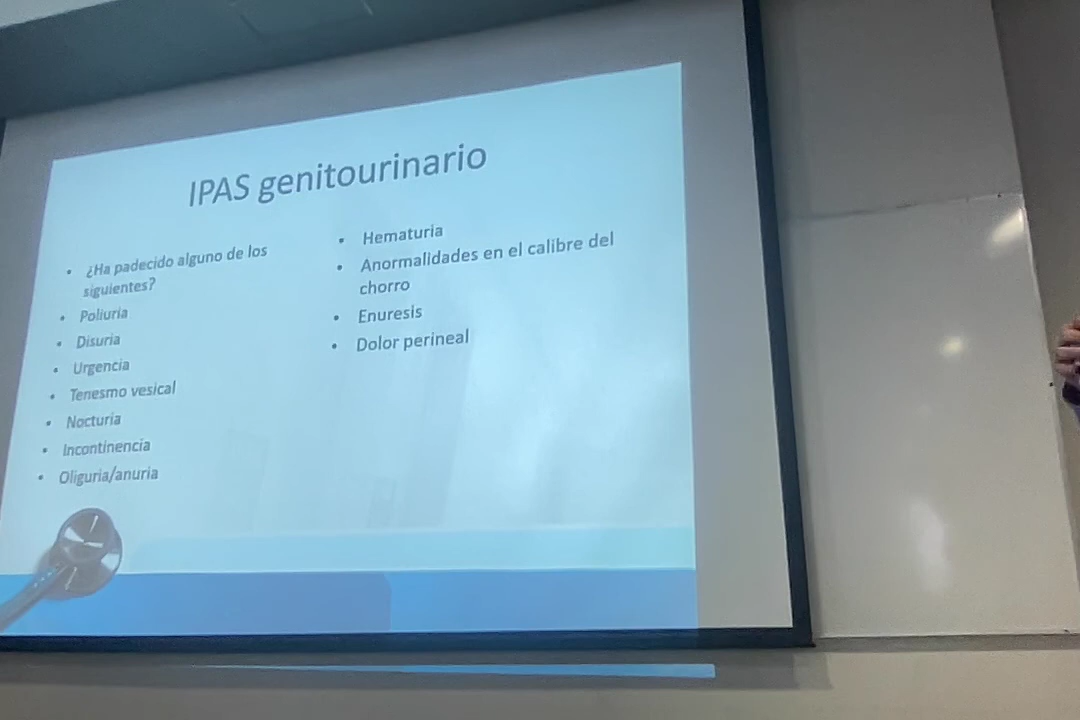 IPAS genitourinario
• ¿Ha padecido alguno de los
siguientes?
• Poliuria
• Disuria
• Urgencia
• Tenesmo vesical
• Nocturia
• Incontinencia
• Oliguria/anuria
• Hematuria
• Anormalidades en el calibre del
chorro
• Enuresis
• Dolor perineal